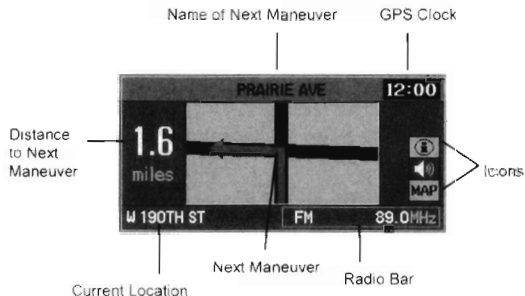 Name of Next Maneuver
GPS Clock
PRAIRIE AVE
12:00
Distance
to Next
Maneuver
1.6
miles
Icons
MAP
W 190TH ST
FM
89.0MHz
Next Maneuver
Radio Bar
Current Location